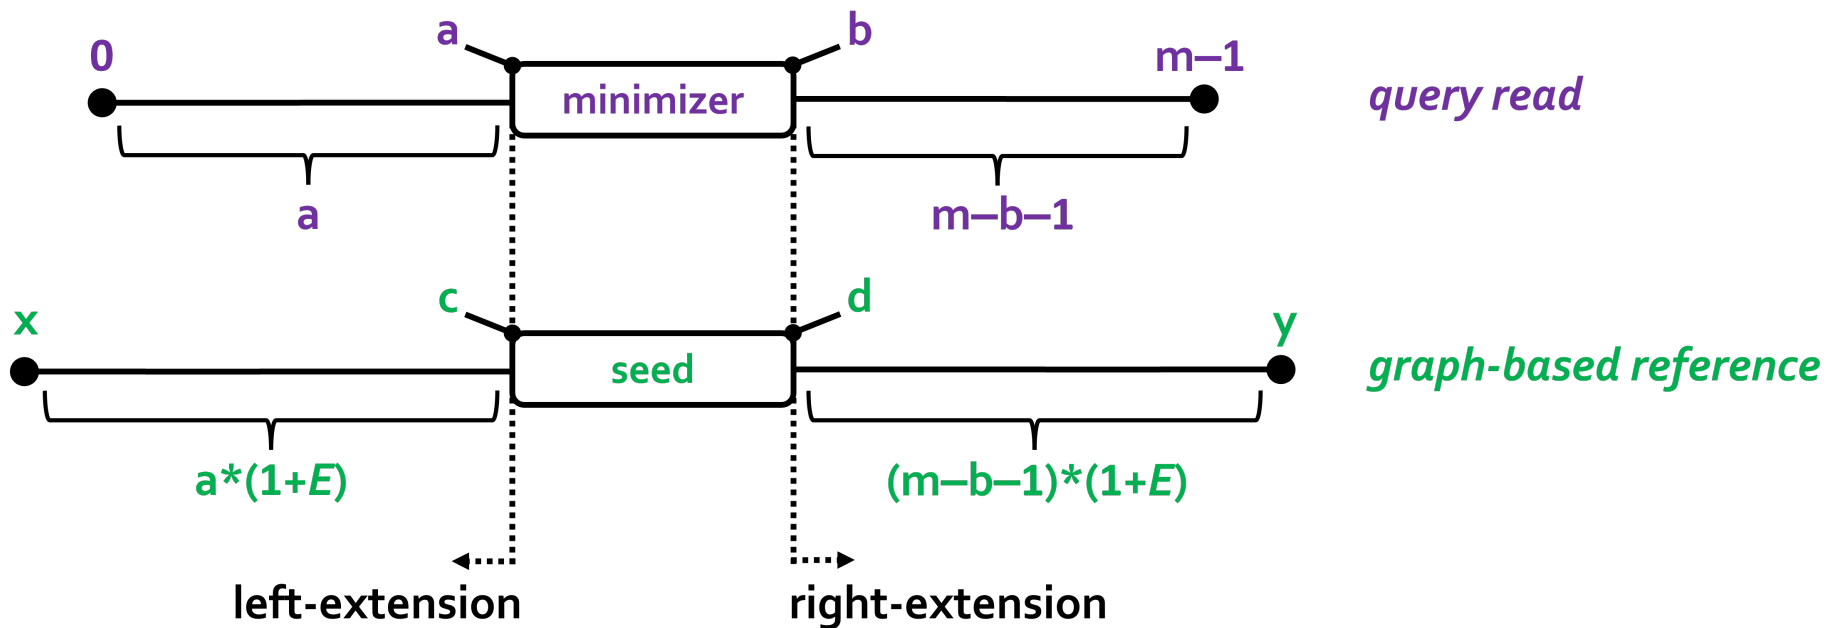 a b
0 m–1
minimizer query read
a m–b–1
c d
x y
seed graph-based reference
a*(1+E) (m–b–1)*(1+E)
left-extension right-extension